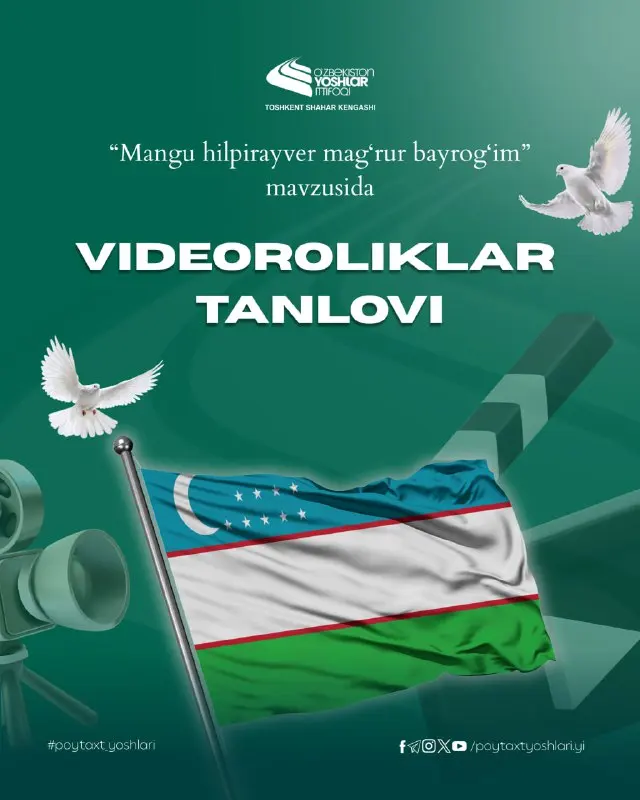 O'ZBEKISTON
YOSHLAR
ITTIFOQI
TOSHKENT SHAHAR KENGASHI
“Mangu hilpirayver mag‘rur bayrog‘im”
mavzusida
VIDEOROLIKLAR
TANLOVI
#poytaxt_yoshlari
/poytaxtyoshlari.yi